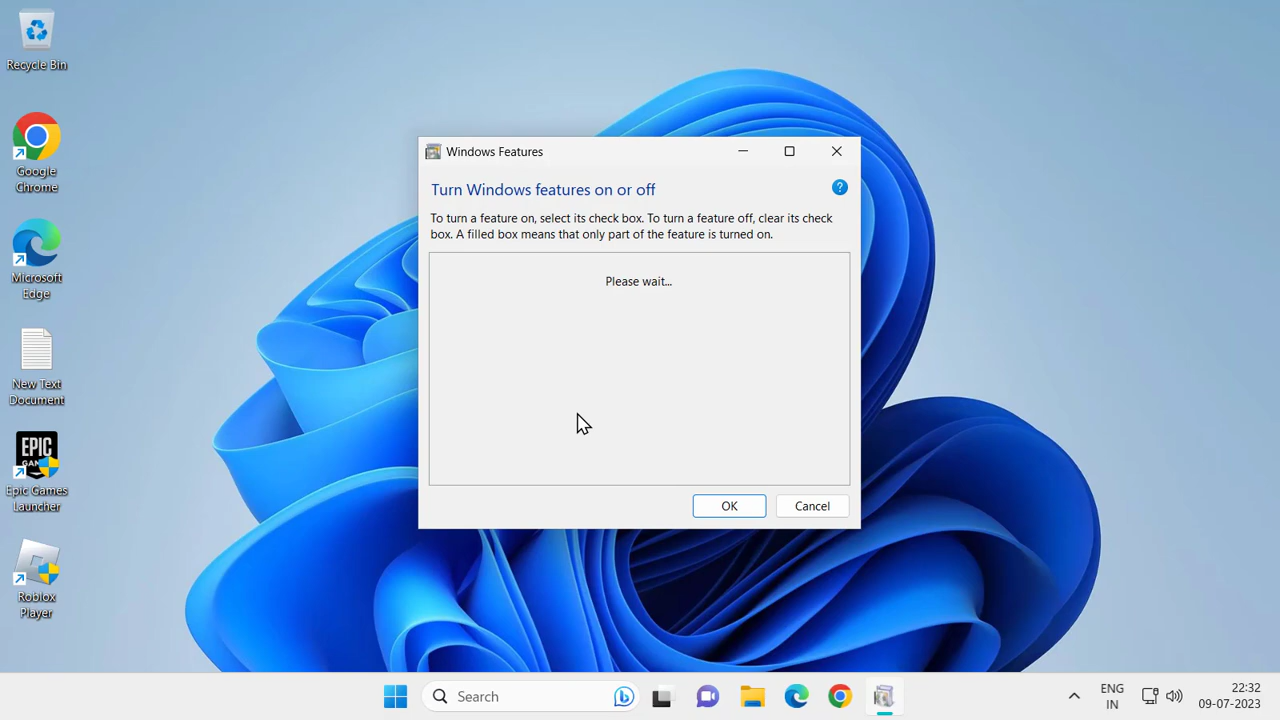 Recycle Bin
Google
Chrome
Microsoft
Edge
New Text
Document
EPIC
GAMES
Epic Games
Launcher
Roblox
Player
Windows Features
Turn Windows features on or off
?
To turn a feature on, select its check box. To turn a feature off, clear its check
box. A filled box means that only part of the feature is turned on.
Please wait...
OK
Cancel
Search
ENG
IN
22:32
09-07-2023